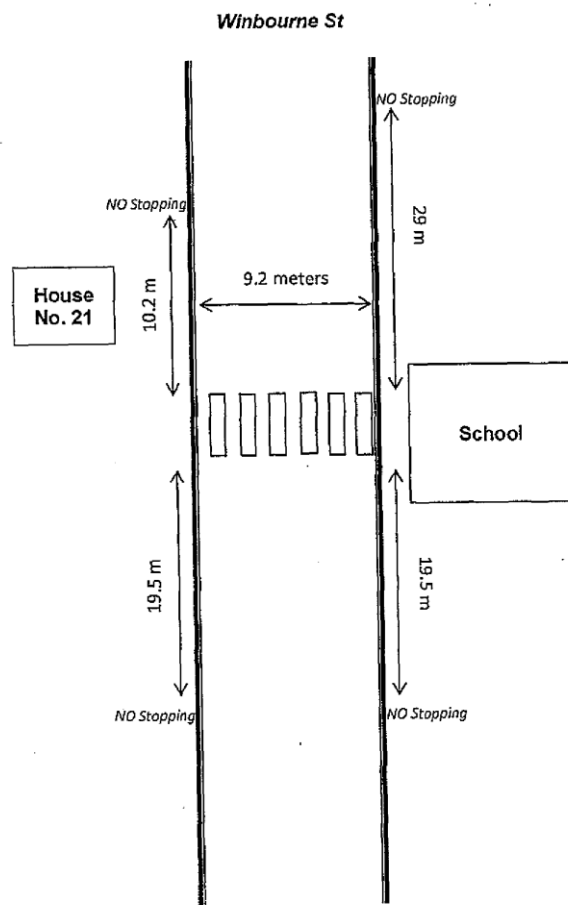 Winbourne St
NO Stopping
NO Stopping
29 m
10.2 m
9.2 meters
House
No. 21
School
19.5 m
19.5 m
NO Stopping
NO Stopping